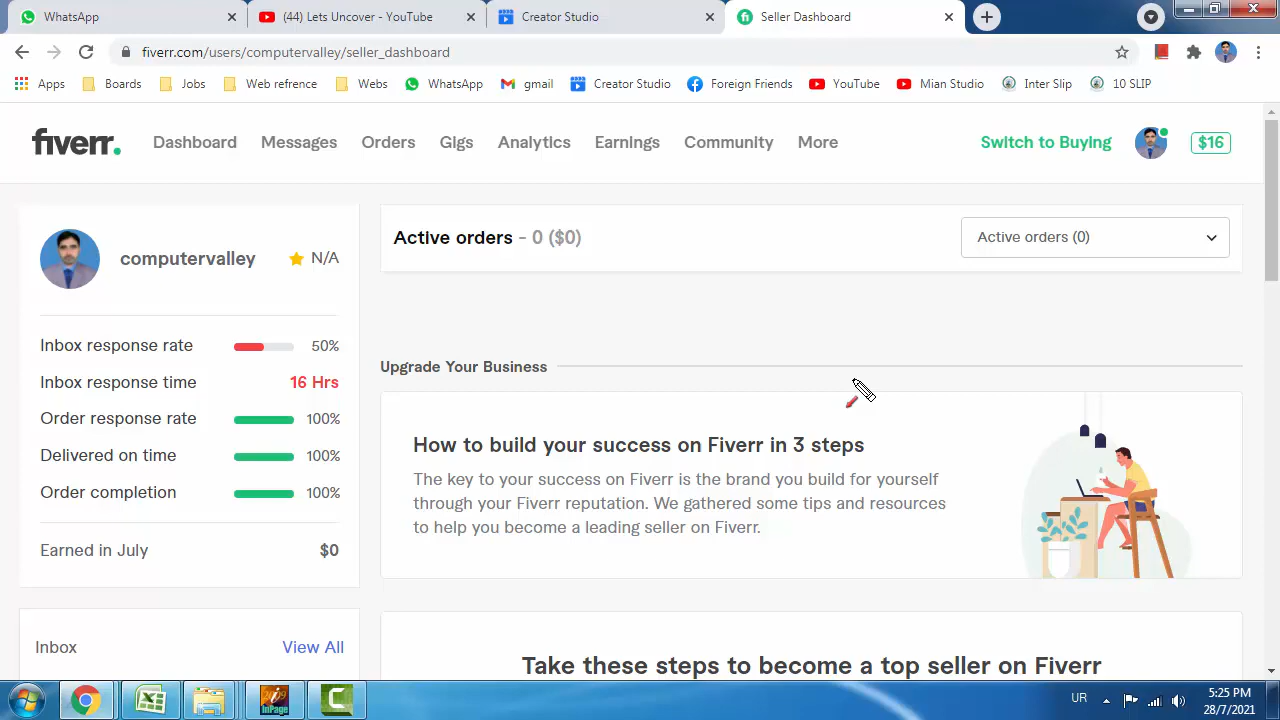 WhatsApp
(44) Lets Uncover - YouTube
Creator Studio
Seller Dashboard
fiverr.com/users/computervalley/seller_dashboard
Apps
Boards
Job
Web refrence
Webs
WhatsApp
gmail
Creator Studio
Foreign Friends
YouTube
Mian Studio
Inter Slip
10 SLIP
fiverr.
Dashboard
Messages
Orders
Gigs
Analytics
Earnings
Community
More
Switch to Buying
$16
computervalley
N/A
Inbox response rate 50%
Inbox response time 16 Hrs
Order response rate 100%
Delivered on time 100%
Order completion 100%
Earned in July $0
Inbox View All
Active orders - 0 ($0)
Active orders (0)
Upgrade Your Business
How to build your success on Fiverr in 3 steps
The key to your success on Fiverr is the brand you build for yourself
through your Fiverr reputation. We gathered some tips and resources
to help you become a leading seller on Fiverr.
Take these steps to become a top seller on Fiverr
InPage
UR
5:25 PM
28/7/2021